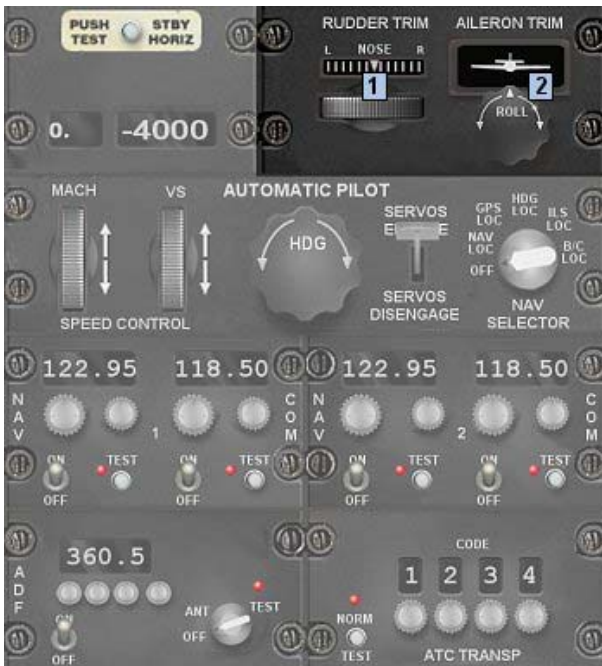 PUSH TEST
STBY HORIZ
RUDDER TRIM
AILERON TRIM
L NOSE R
1
2
ROLL
0.
-4000
MACH
VS
AUTOMATIC PILOT
HDG
SPEED CONTROL
SERVOS
SERVOS DISENGAGE
GPS LOC
HDG LOC
ILS LOC
NAV LOC
B/C LOC
OFF
NAV SELECTOR
122.95
118.50
NAV
1
COM
ON
OFF
TEST
ON
OFF
TEST
122.95
118.50
NAV
2
COM
ON
OFF
TEST
ON
OFF
TEST
ADF
360.5
ON
OFF
ANT
OFF
TEST
CODE
1 2 3 4
NORM
TEST
ATC TRANSP